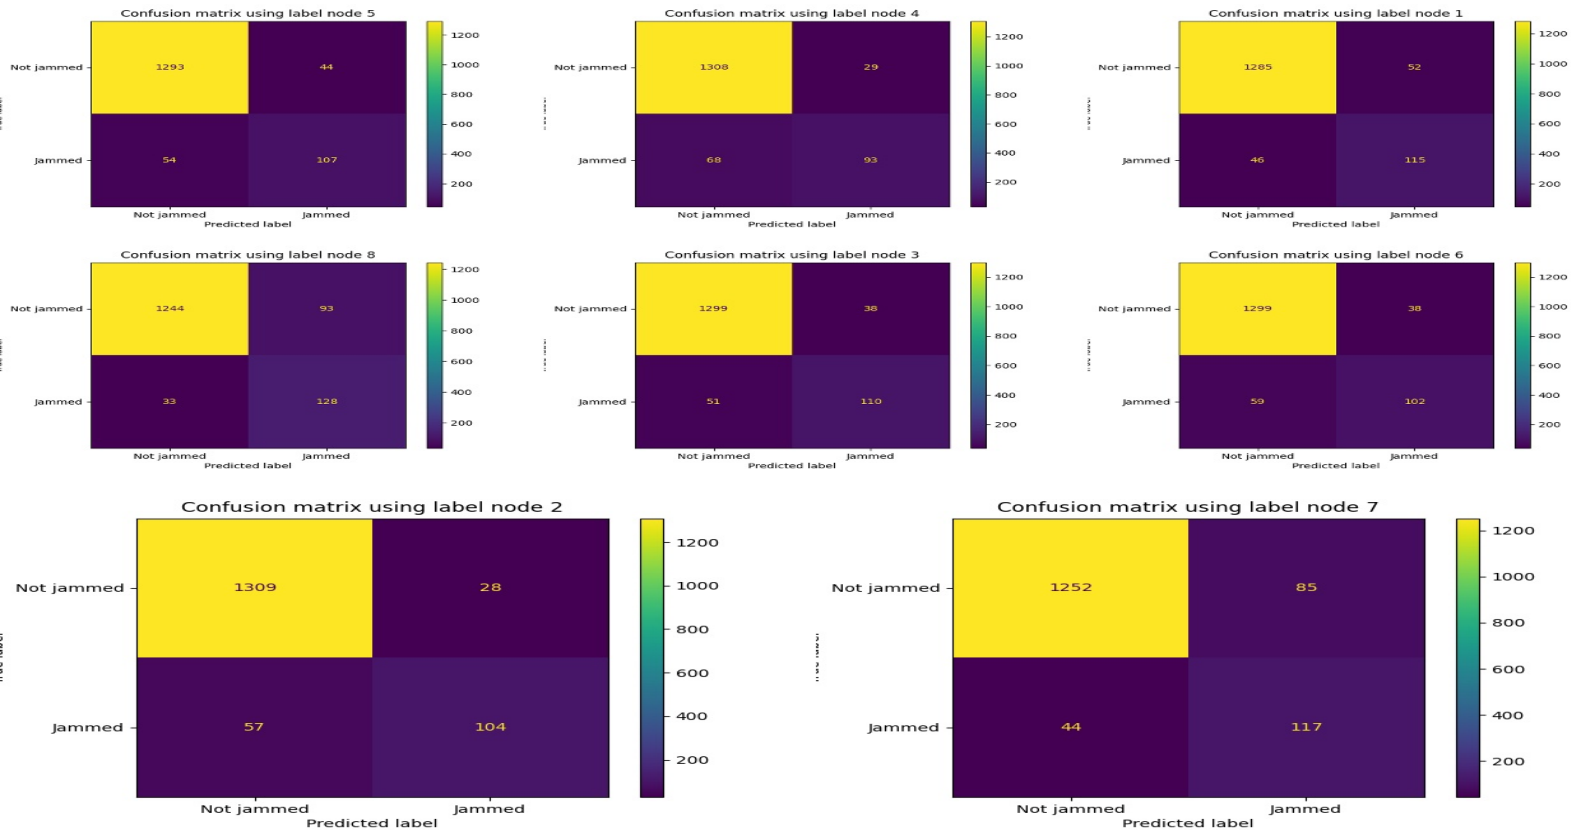 Confusion matrix using label node 5
Not jammed 1293 44
Jammed 54 107
Not jammed Jammed
Predicted label
1200
1000
800
600
400
200
Confusion matrix using label node 4
Not jammed 1308 29
Jammed 68 93
Not jammed Jammed
Predicted label
1200
1000
800
600
400
200
Confusion matrix using label node 1
Not jammed 1285 52
Jammed 46 115
Not jammed Jammed
Predicted label
1200
1000
800
600
400
200
Confusion matrix using label node 8
Not jammed 1244 93
Jammed 33 128
Not jammed Jammed
Predicted label
1200
1000
800
600
400
200
Confusion matrix using label node 3
Not jammed 1299 38
Jammed 51 110
Not jammed Jammed
Predicted label
1200
1000
800
600
400
200
Confusion matrix using label node 6
Not jammed 1299 38
Jammed 59 102
Not jammed Jammed
Predicted label
1200
1000
800
600
400
200
Confusion matrix using label node 2
Not jammed 1309 28
Jammed 57 104
Not jammed Jammed
Predicted label
1200
1000
800
600
400
200
Confusion matrix using label node 7
Not jammed 1252 85
Jammed 44 117
Not jammed Jammed
Predicted label
1200
1000
800
600
400
200